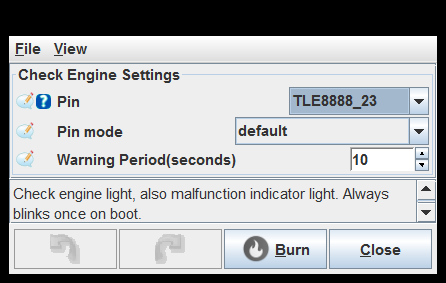 File View
Check Engine Settings
Pin TLE8888_23
Pin mode default
Warning Period(seconds) 10
Check engine light, also malfunction indicator light. Always
blinks once on boot.
Burn Close